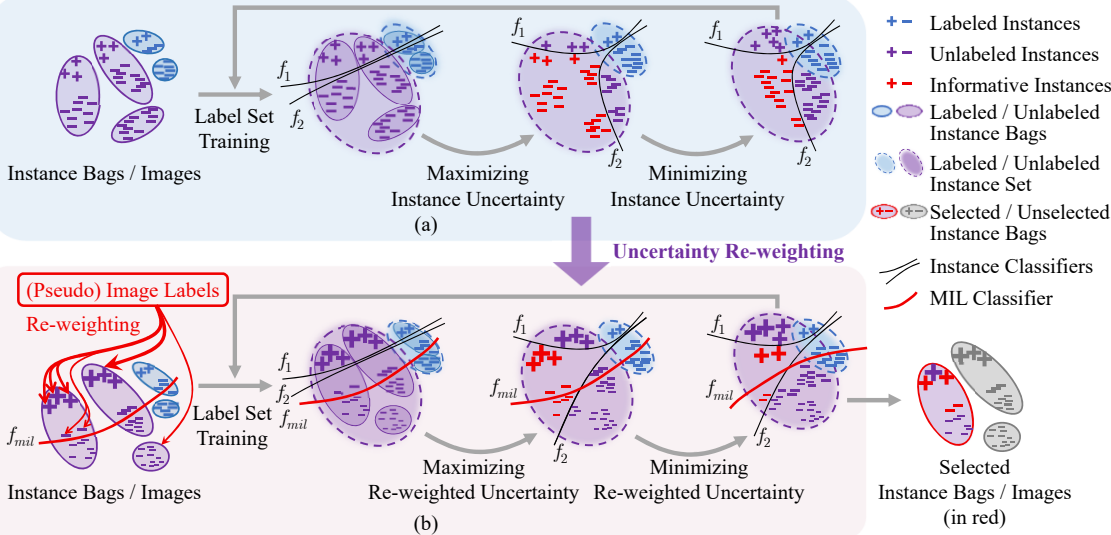 Instance Bags / Images
Label Set
Training
f1
f2
Maximizing
Instance Uncertainty
f1
f2
Minimizing
Instance Uncertainty
f1
f2
(a)
Labeled Instances
Unlabeled Instances
Informative Instances
Labeled / Unlabeled
Instance Bags
Labeled / Unlabeled
Instance Set
Selected / Unselected
Instance Bags
Instance Classifiers
MIL Classifier
Uncertainty Re-weighting
(Pseudo) Image Labels
Re-weighting
fmil
Instance Bags / Images
Label Set
Training
f1
f2
fmil
Maximizing
Re-weighted Uncertainty
f1
fmil
f2
Minimizing
Re-weighted Uncertainty
f1
fmil
f2
(b)
Selected
Instance Bags / Images
(in red)